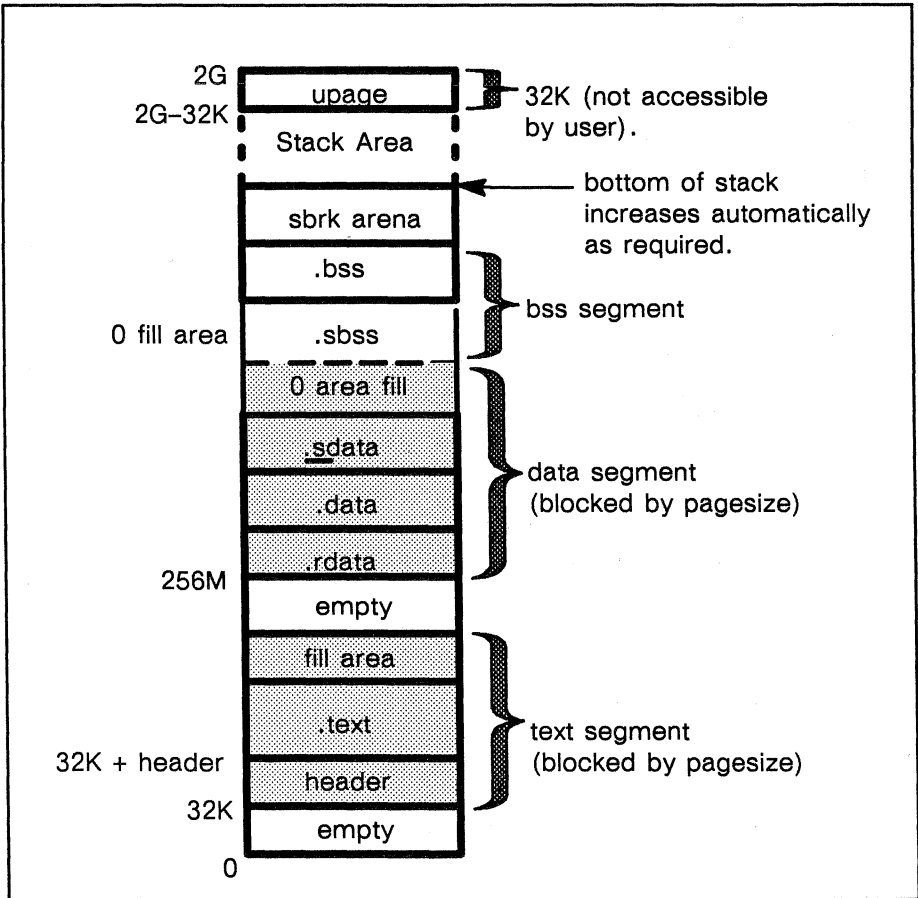 2G
upage
32K (not accessible
by user).
2G–32K
Stack Area
bottom of stack
increases automatically
as required.
sbrk arena
.bss
bss segment
0 fill area
.sbss
0 area fill
.sdata
data segment
(blocked by pagesize)
.data
.rdata
256M
empty
fill area
.text
text segment
(blocked by pagesize)
32K + header
header
32K
empty
0